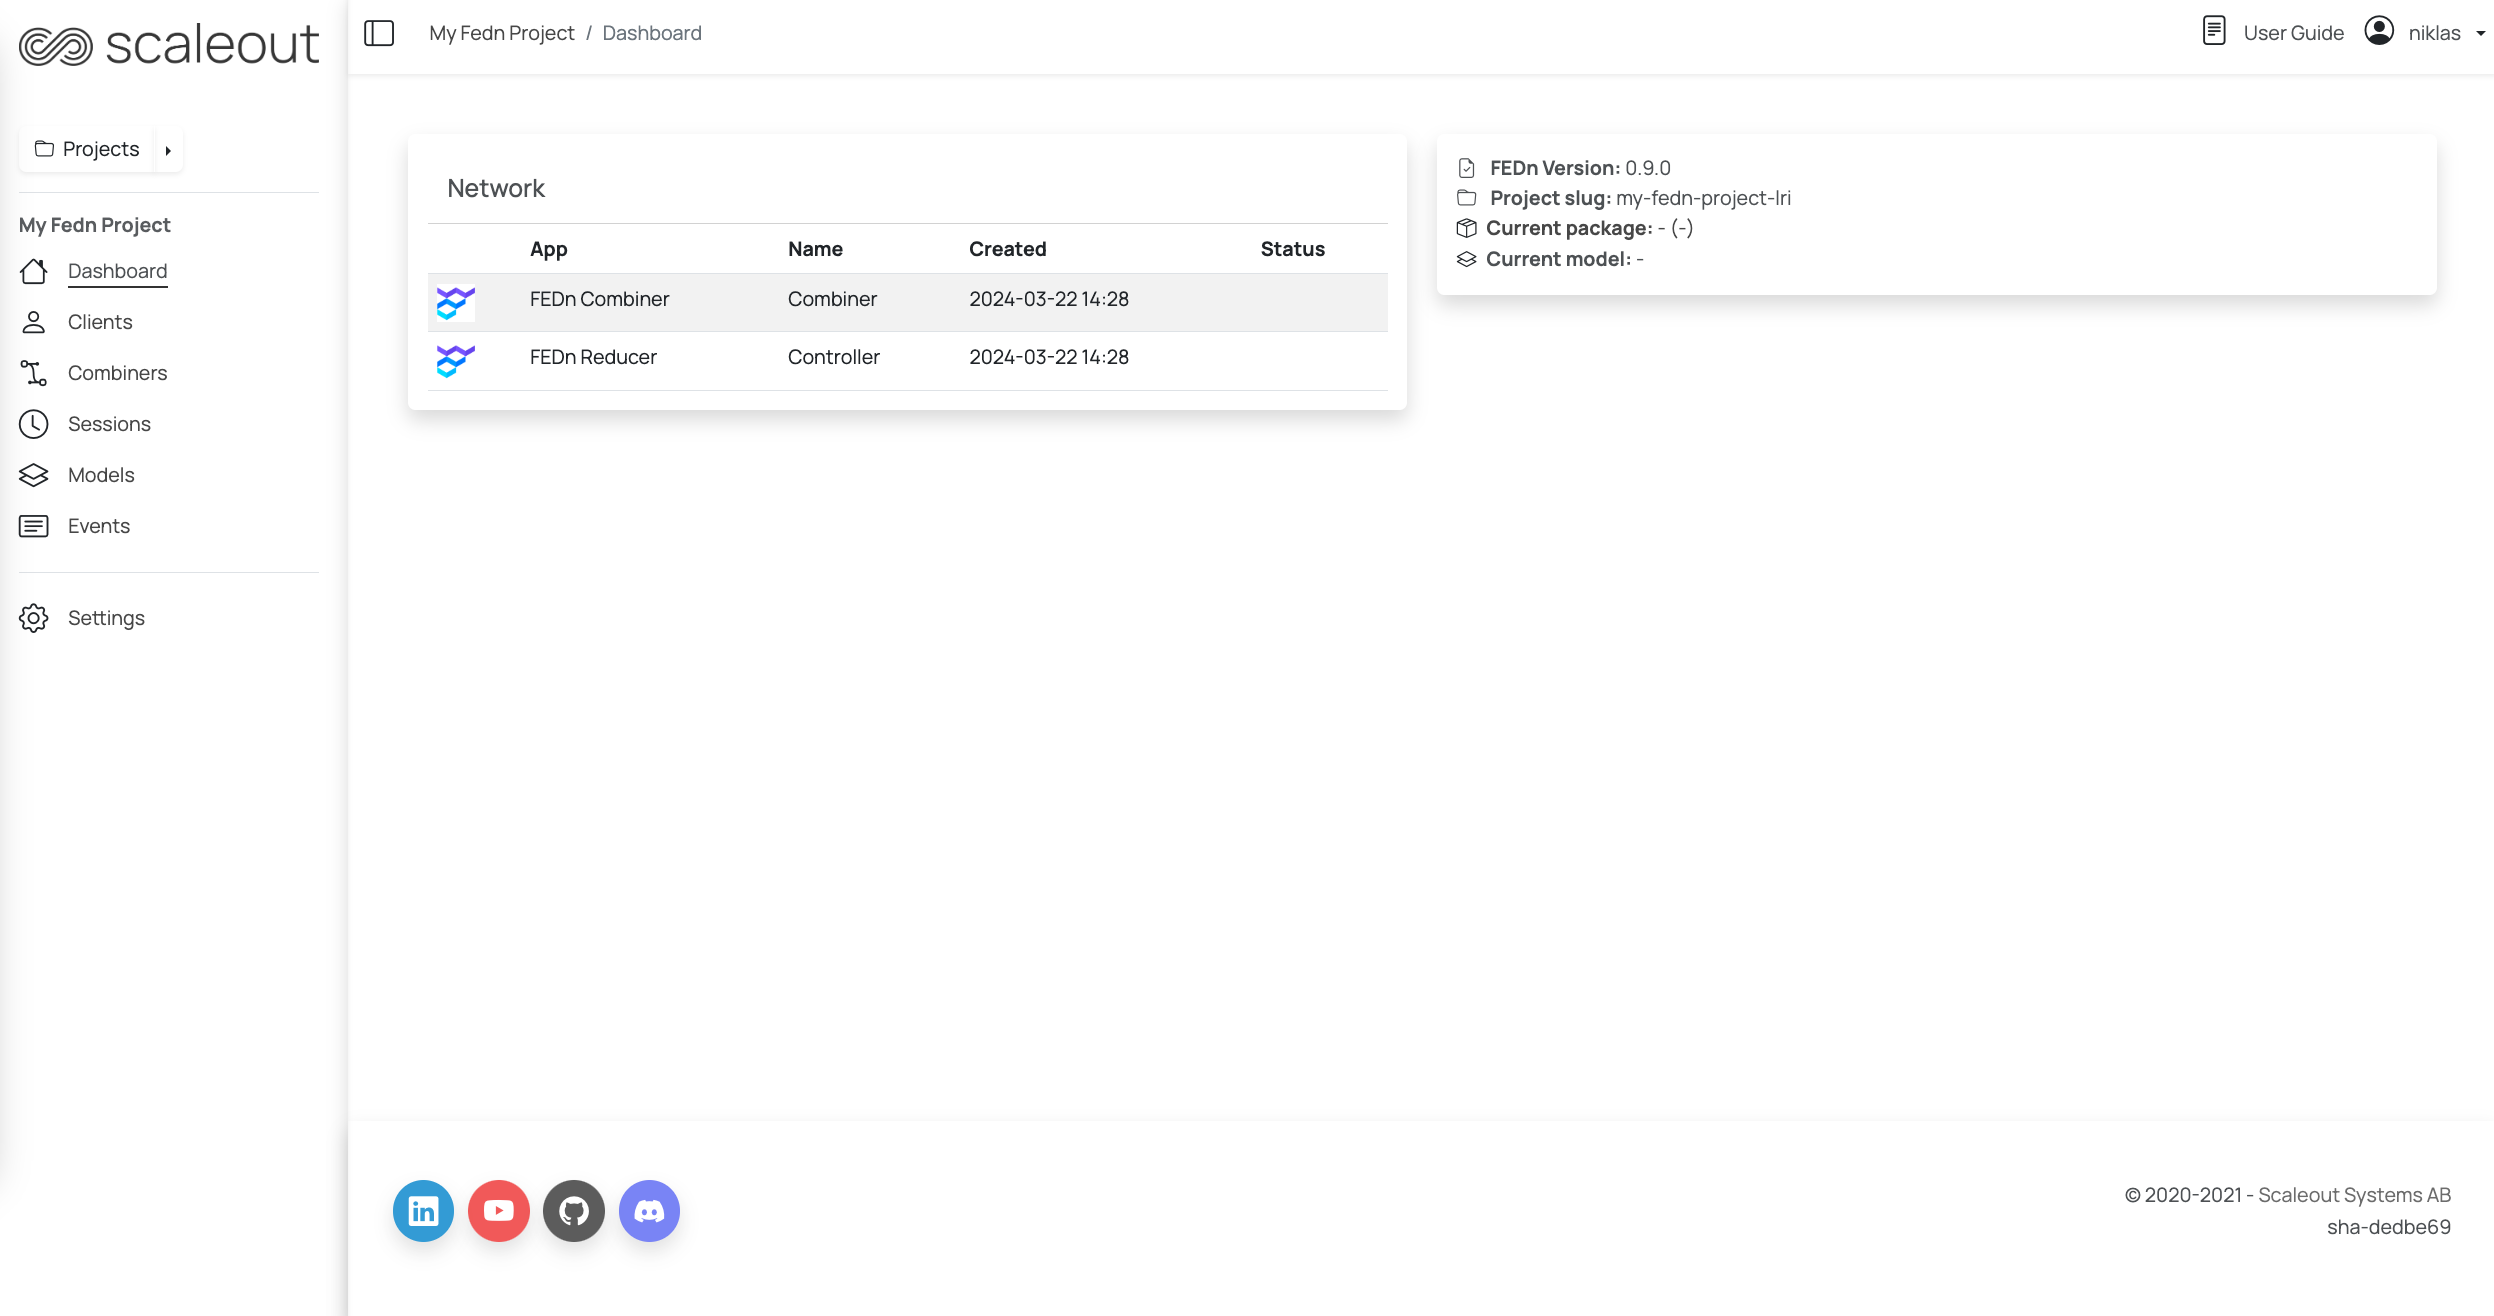 scaleout
Projects
My Fedn Project
Dashboard
Clients
Combiners
Sessions
Models
Events
Settings
My Fedn Project / Dashboard
User Guide niklas
Network
App Name Created Status
FEDn Combiner Combiner 2024-03-22 14:28
FEDn Reducer Controller 2024-03-22 14:28
FEDn Version: 0.9.0
Project slug: my-fedn-project-lri
Current package: - (-)
Current model: -
in
© 2020-2021 - Scaleout Systems AB
sha-dedbe69